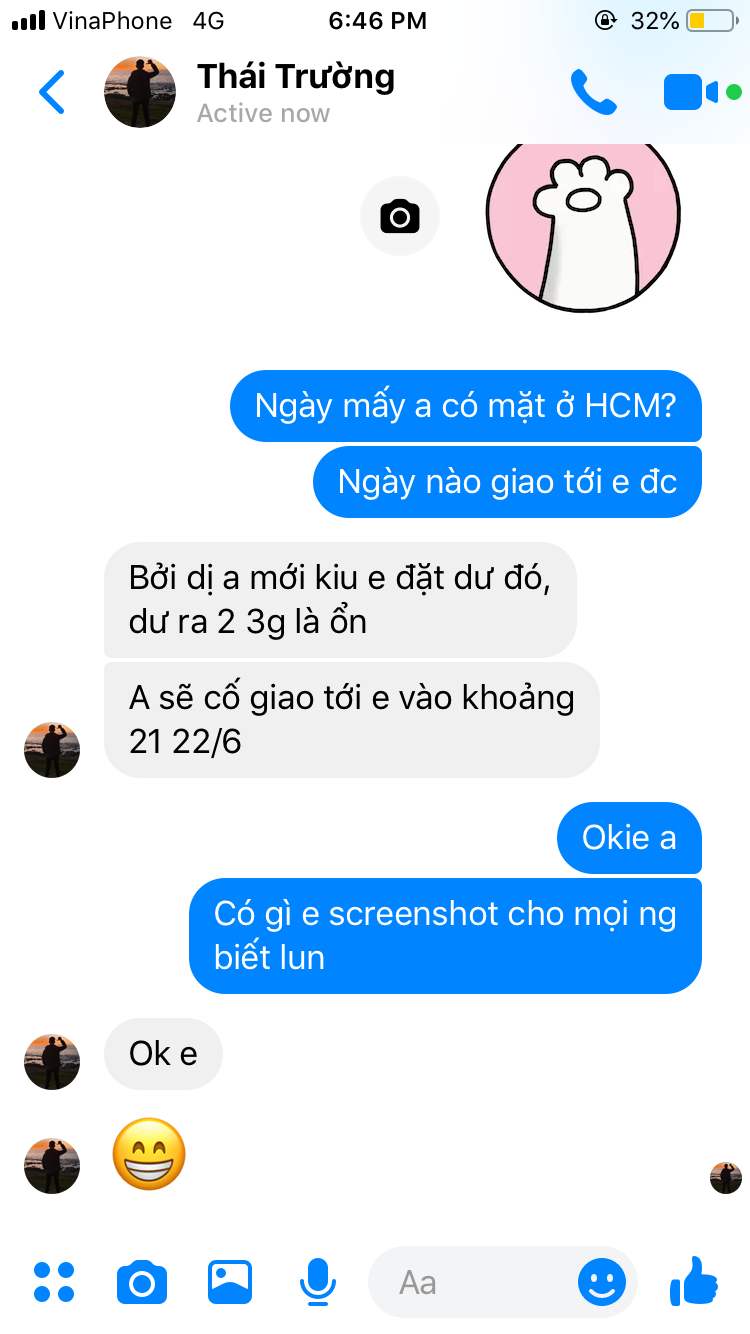 VinaPhone 4G 6:46 PM 32%
Thái Trường
Active now
Ngày mấy a có mặt ở HCM?
Ngày nào giao tới e đc
Bởi dị a mới kiu e đặt dư đó,
dư ra 2 3g là ổn
A sẽ cố giao tới e vào khoảng
21 22/6
Okie a
Có gì e screenshot cho mọi ng
biết lun
Ok e
Aa